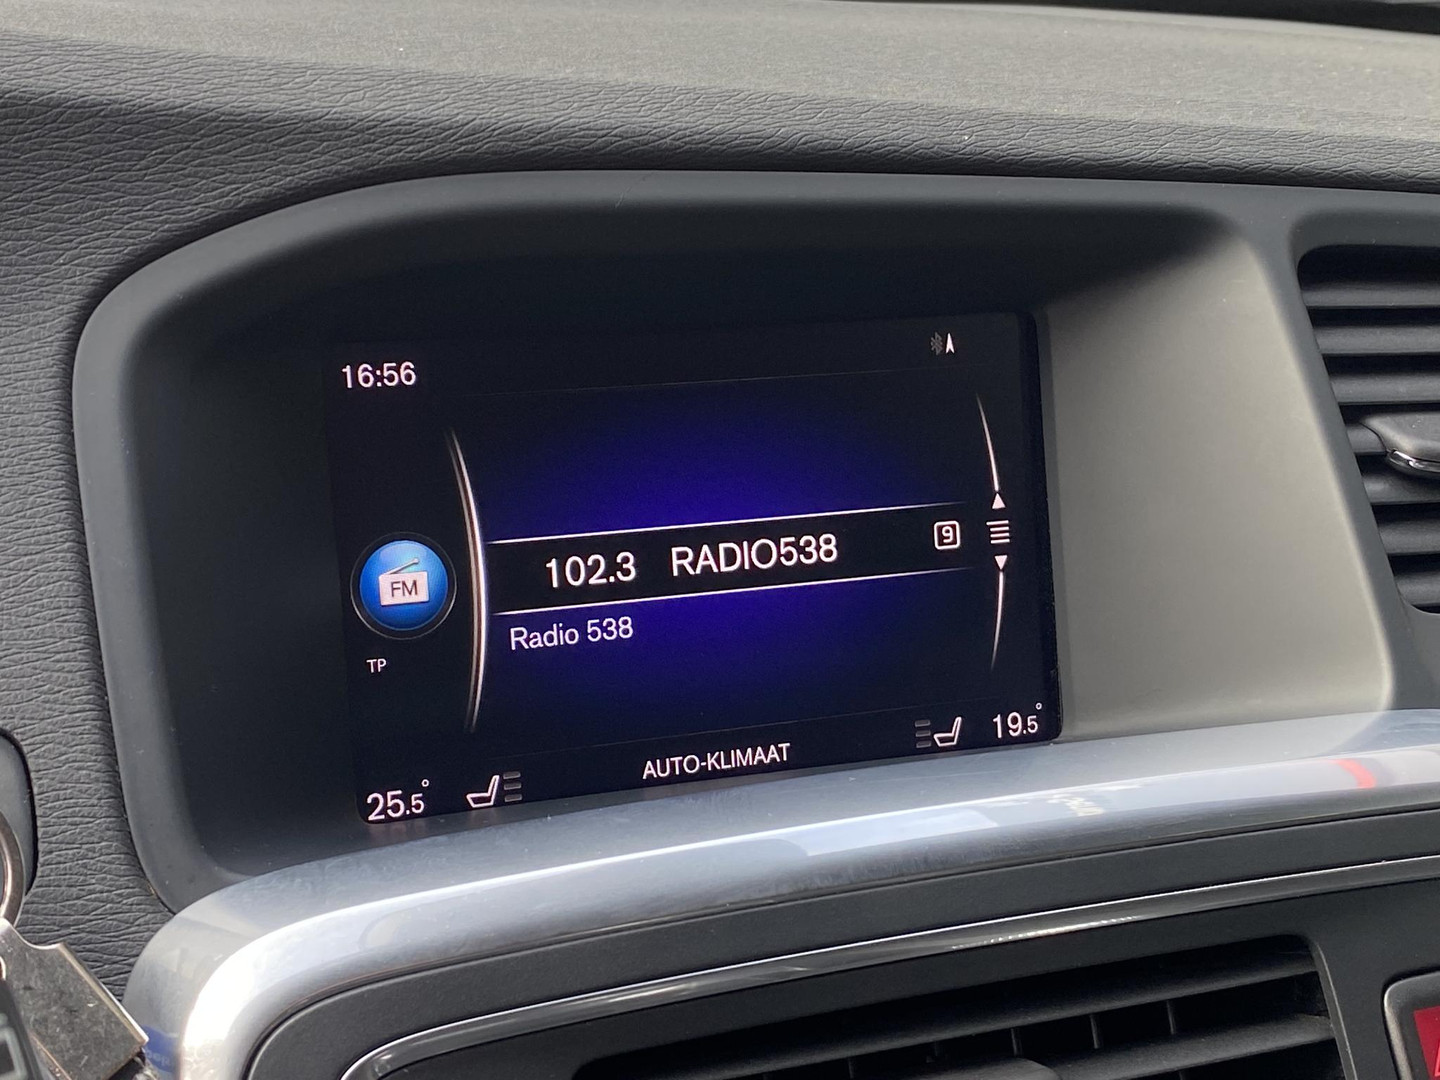 16:56
102.3 RADIO538 9
FM
Radio 538
TP
25.5° AUTO-KLIMAAT 19.5°